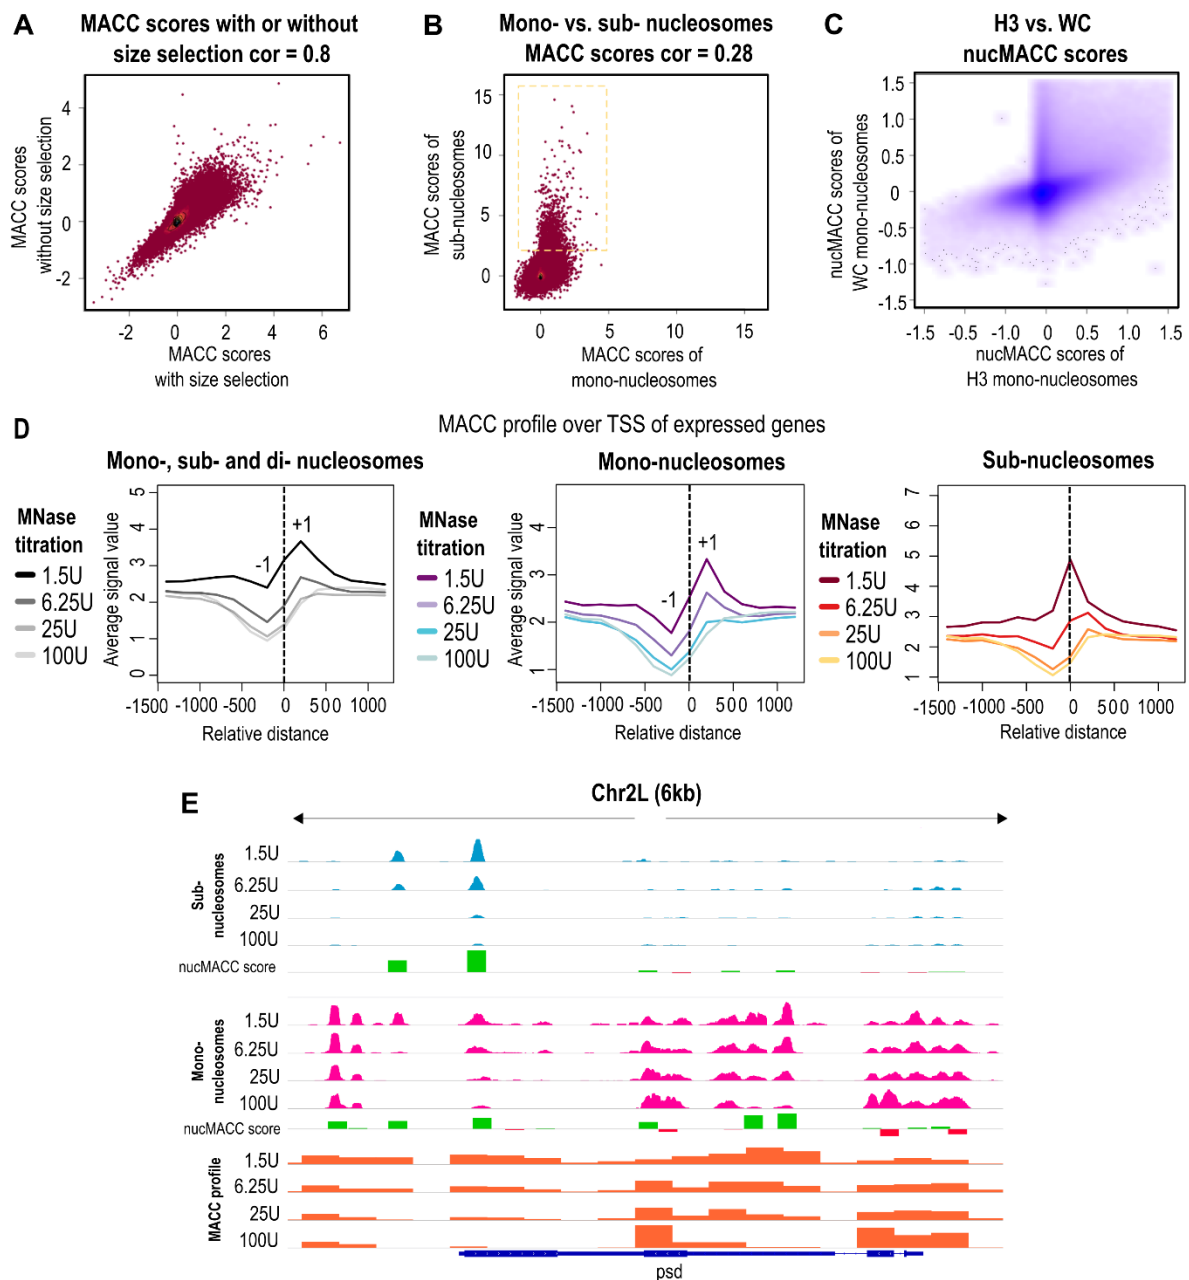 A
MACC scores with or without
size selection cor = 0.8
MACC scores
without size selection
4
2
0
-2
-2
0
2
4
6
MACC scores
with size selection
B
Mono- vs. sub- nucleosomes
MACC scores cor = 0.28
MACC scores of
sub-nucleosomes
15
10
5
0
0
5
10
15
MACC scores of
mono-nucleosomes
C
H3 vs. WC
nucMACC scores
nucMACC scores of
WC mono-nucleosomes
1.5
1.0
0.5
0
-0.5
-1.0
-1.5
-1.5
-1.0
-0.5
0
0.5
1.0
1.5
nucMACC scores of
H3 mono-nucleosomes
D
MACC profile over TSS of expressed genes
Mono-, sub- and di- nucleosomes
MNase
titration
1.5U
6.25U
25U
100U
Average signal value
5
4
3
2
1
0
-1
+1
-1500
-1000
-500
0
500
1000
Relative distance
Mono-nucleosomes
MNase
titration
1.5U
6.25U
25U
100U
Average signal value
4
3
2
1
-1
+1
-1500
-1000
-500
0
500
1000
Relative distance
Sub-nucleosomes
MNase
titration
1.5U
6.25U
25U
100U
7
6
5
4
3
2
1
-1500
-1000
-500
0
500
1000
Relative distance
E
Chr2L (6kb)
Sub-
nucleosomes
1.5U
6.25U
25U
100U
nucMACC score
Mono-
nucleosomes
1.5U
6.25U
25U
100U
nucMACC score
MACC profile
1.5U
6.25U
25U
100U
psd